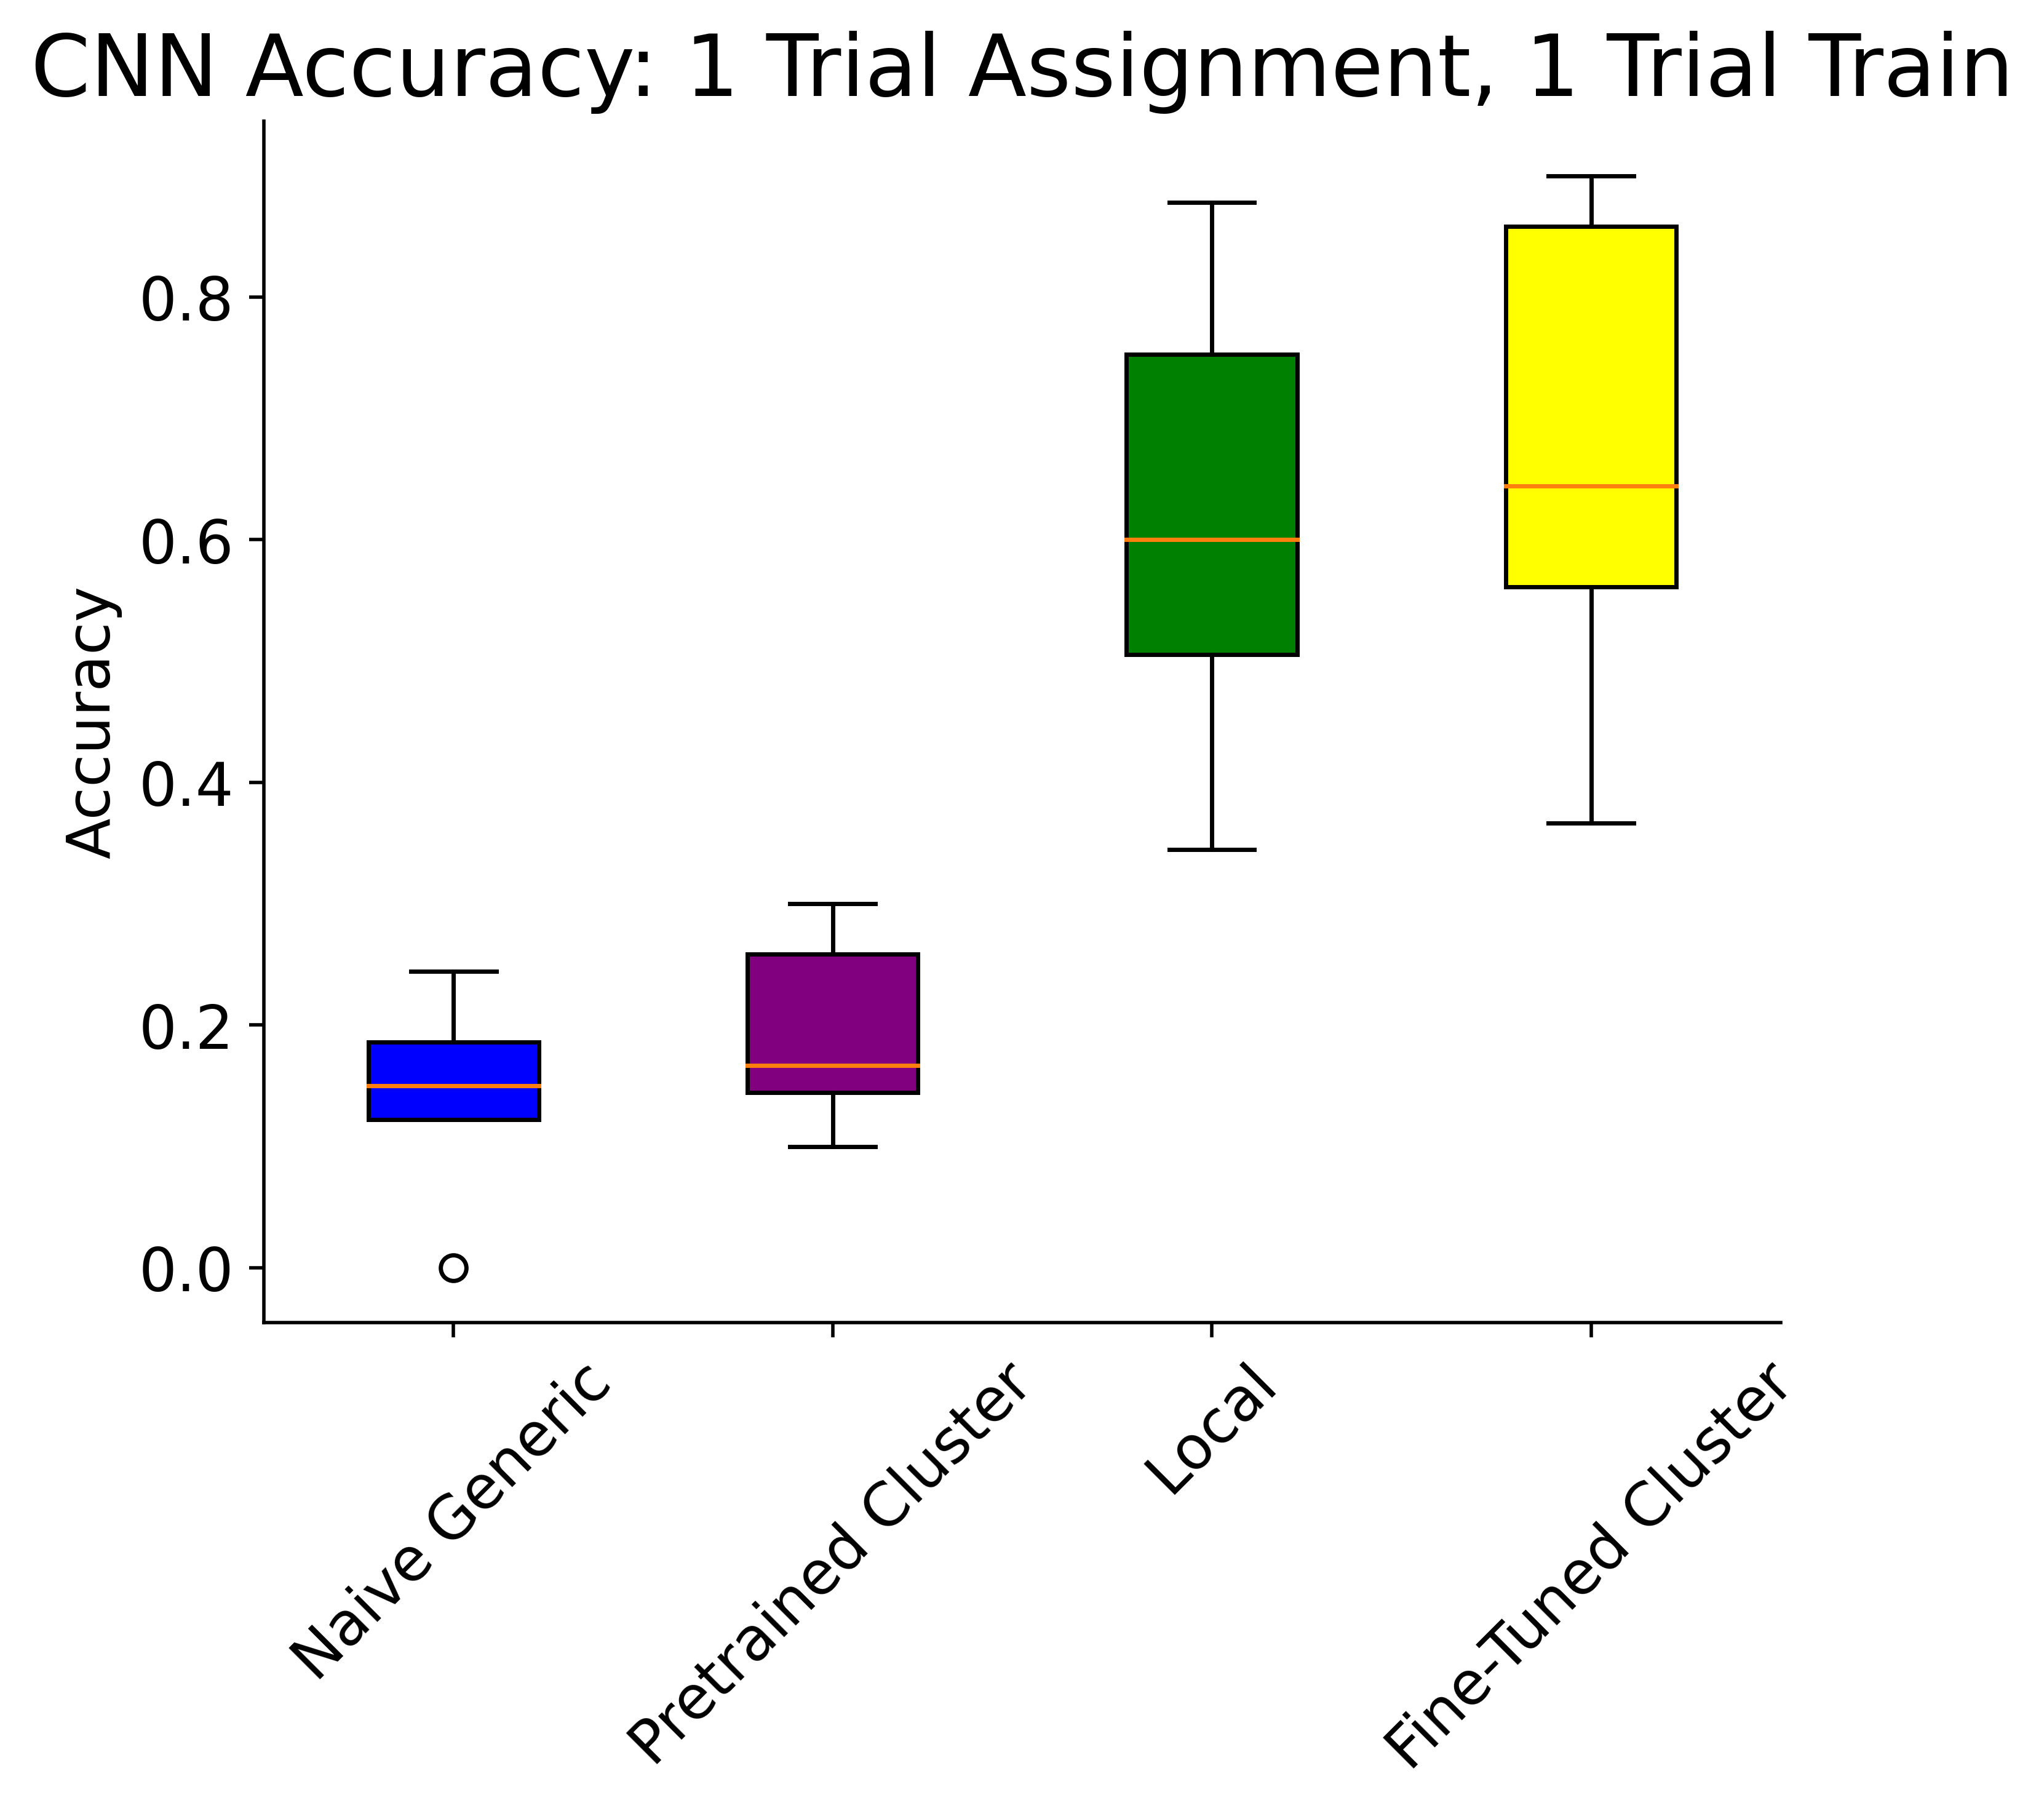 CNN Accuracy: 1 Trial Assignment, 1 Trial Train
Accuracy
0.8
0.6
0.4
0.2
0.0
Naive Generic
Pretrained Cluster
Local
Fine-Tuned Cluster